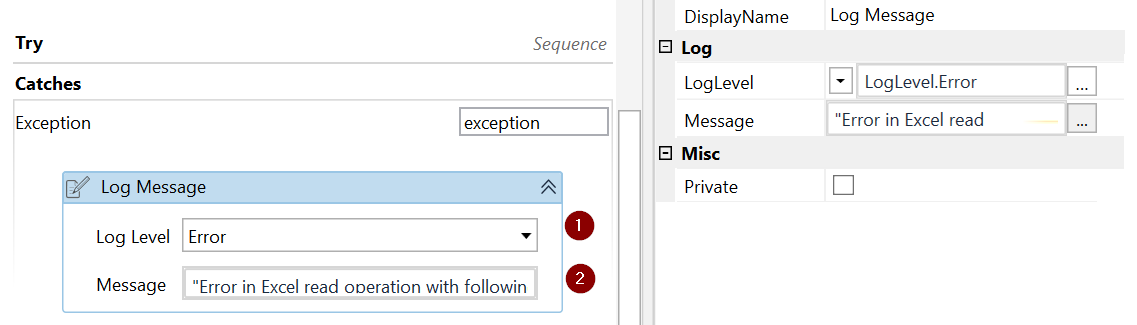 Try Sequence
Catches
Exception exception
Log Message
Log Level Error 1
Message "Error in Excel read operation with followin 2
DisplayName Log Message
Log
LogLevel LogLevel.Error ...
Message "Error in Excel read ...
Misc
Private